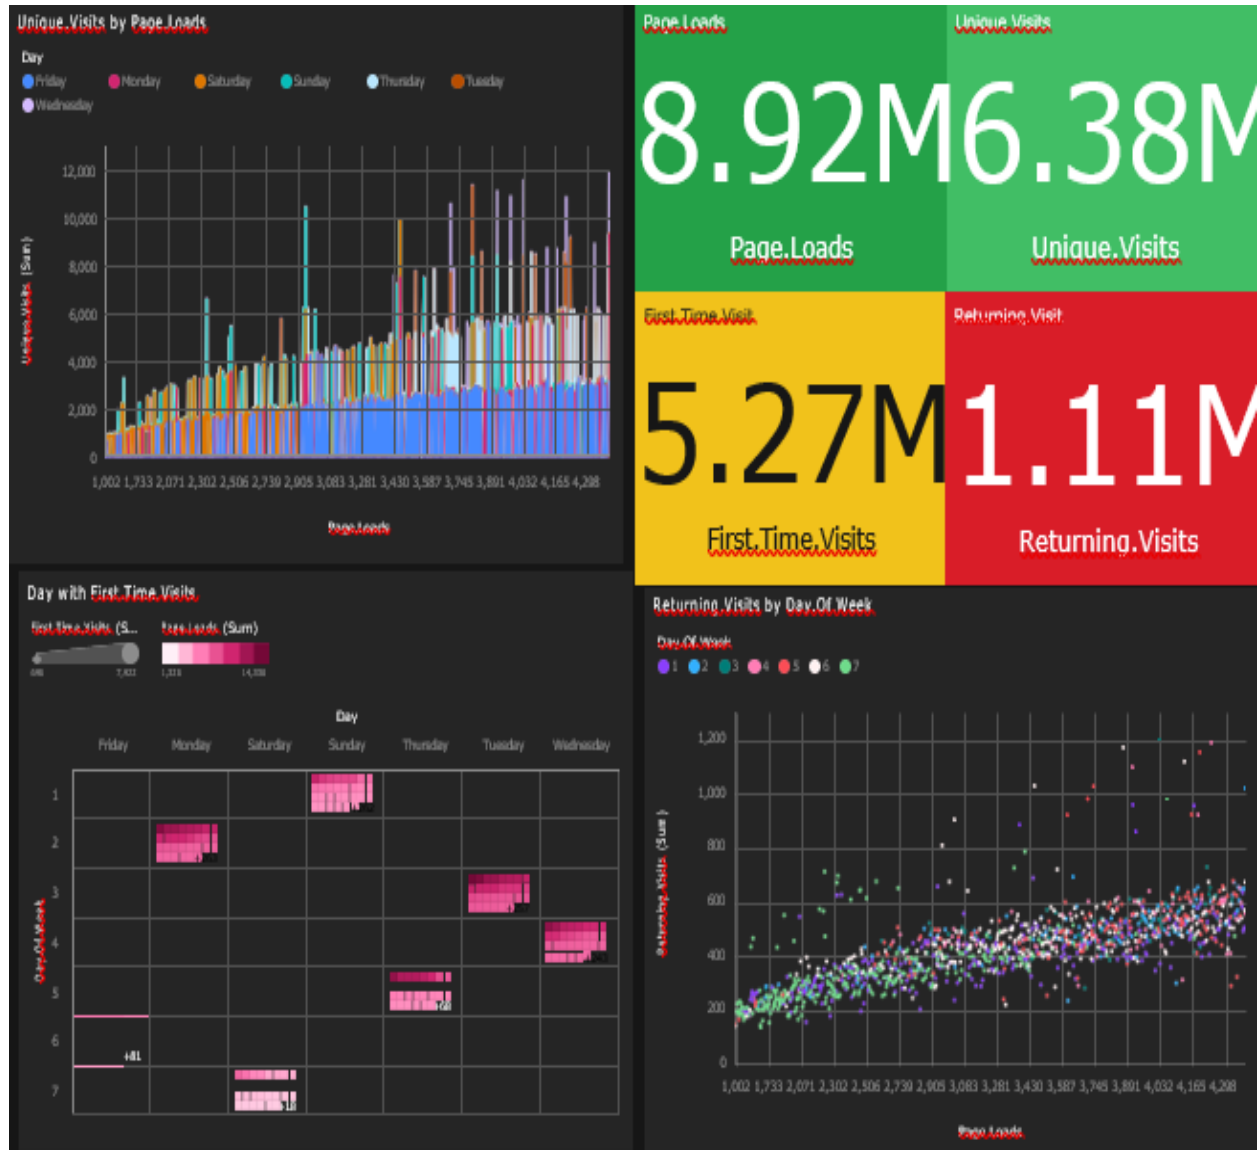 Unique.Visits by Page.Loads
Day
Friday Monday Saturday Sunday Thursday Tuesday
Wednesday
Unique.Visits (Sum)
12,000
10,000
8,000
6,000
4,000
2,000
0
1,002 1,733 2,071 2,302 2,506 2,739 2,905 3,083 3,281 3,430 3,587 3,745 3,891 4,032 4,165 4,298
Page.Loads
Page.Loads
8.92M
Page.Loads
Unique.Visits
6.38M
Unique.Visits
First.Time.Visit
5.27M
First.Time.Visits
Returning.Visit
1.11M
Returning.Visits
Day with First.Time.Visits
First.Time.Visits (S... Page.Loads (Sum)
Day
Friday Monday Saturday Sunday Thursday Tuesday Wednesday
Day.Of.Week
1
2
3
4
5
6
7
+81
Returning.Visits by Day.Of.Week
Day.Of.Week
1 2 3 4 5 6 7
Returning.Visits (Sum)
1,200
1,000
800
600
400
200
0
1,002 1,733 2,071 2,302 2,506 2,739 2,905 3,083 3,281 3,430 3,587 3,745 3,891 4,032 4,165 4,298
Page.Loads